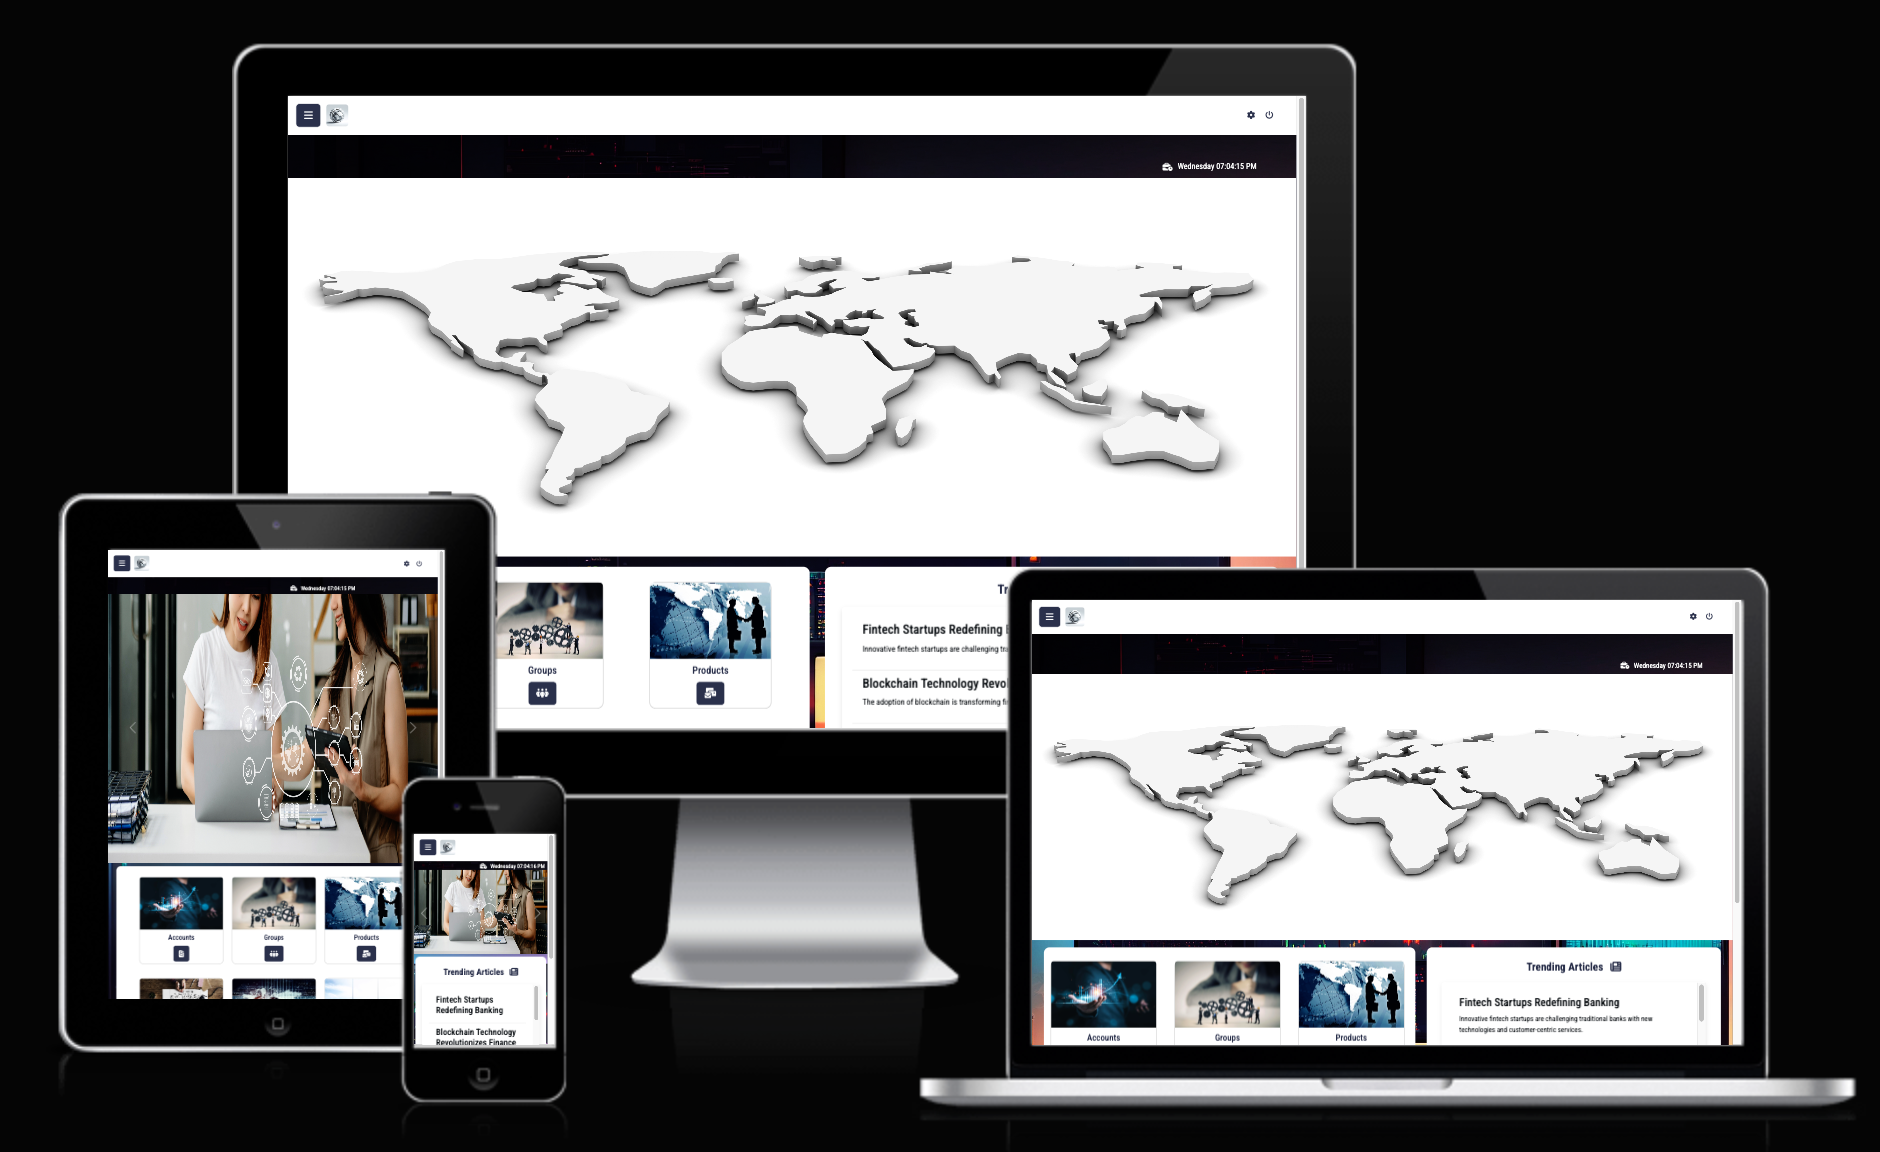 Wednesday 07:04:15 PM
Groups
Products
Tr
Fintech Startups Redefining
Innovative fintech startups are challenging tra
Blockchain Technology Revo
The adoption of blockchain is transforming fi
Wednesday 07:04:15 PM
Accounts
Groups
Products
Wednesday 07:04:16 PM
Trending Articles
Fintech Startups
Redefining Banking
Blockchain Technology
Revolutionizes Finance
Wednesday 07:04:15 PM
Accounts
Groups
Products
Trending Articles
Fintech Startups Redefining Banking
Innovative fintech startups are challenging traditional banks with new
technologies and customer-centric services.